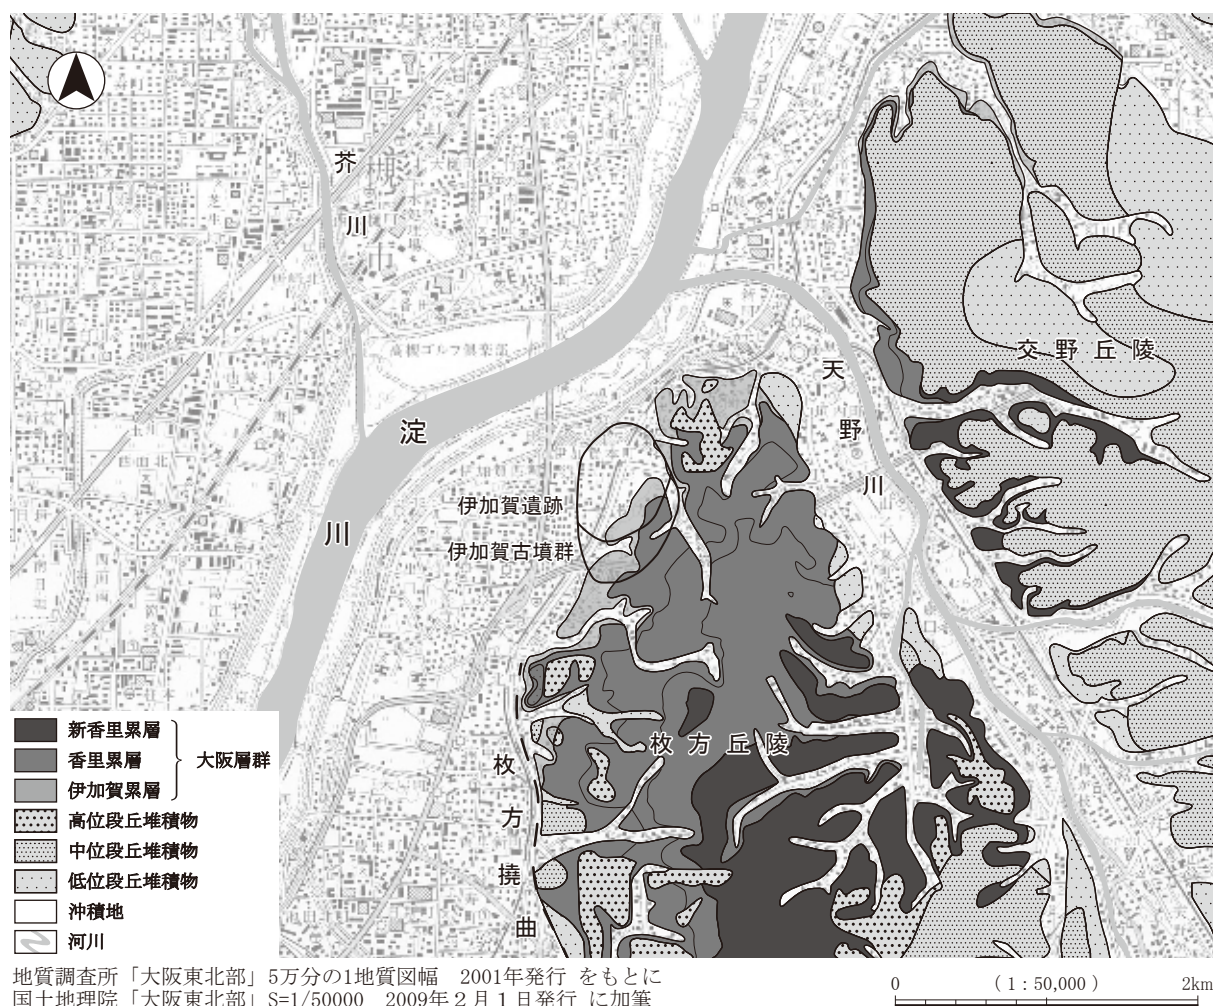 芥川
淀川
高槻ゴルフ倶楽部
天野川
交野丘陵
伊加賀遺跡
伊加賀古墳群
枚方丘陵
枚方撓曲
新香里累層
香里累層
大阪層群
伊加賀累層
高位段丘堆積物
中位段丘堆積物
低位段丘堆積物
沖積地
河川
地質調査所「大阪東北部」5万分の1地質図幅 2001年発行 をもとに
国土地理院「大阪東北部」S=1/50000 2009年２月１日発行 に加筆
0 （1：50,000） 2km